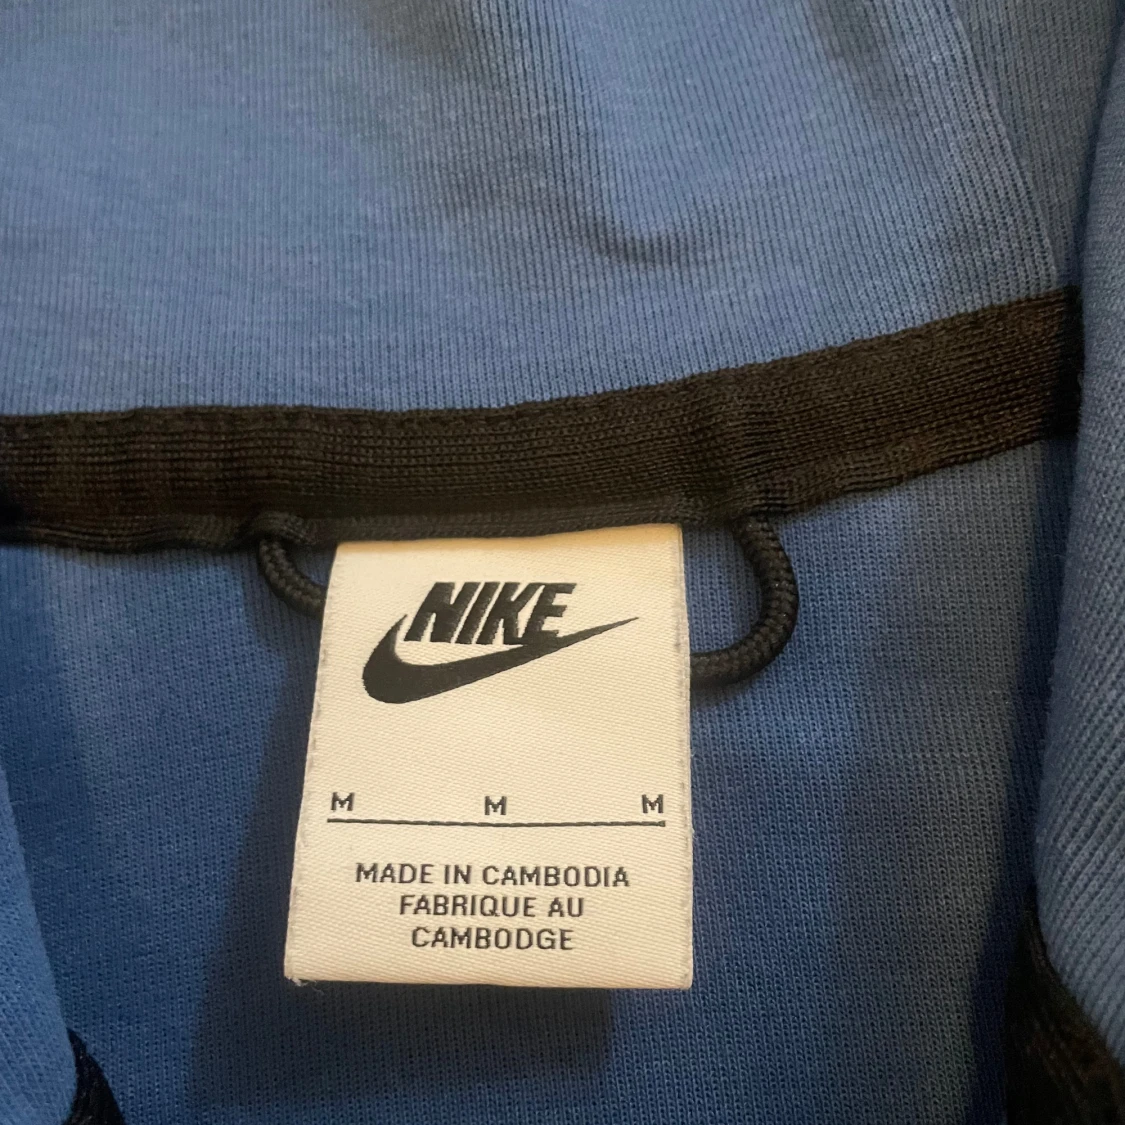 NIKE
M M M
MADE IN CAMBODIA
FABRIQUE AU
CAMBODGE